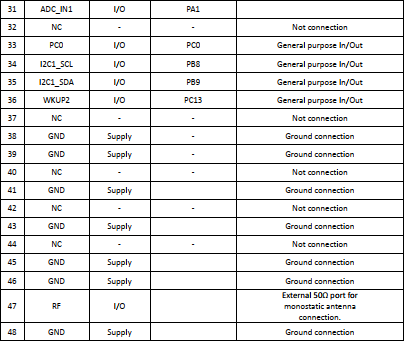 31 ADC_IN1 I/O PA1
32 NC - - Not connection
33 PC0 I/O PC0 General purpose In/Out
34 I2C1_SCL I/O PB8 General purpose In/Out
35 I2C1_SDA I/O PB9 General purpose In/Out
36 WKUP2 I/O PC13 General purpose In/Out
37 NC - - Not connection
38 GND Supply - Ground connection
39 GND Supply - Ground connection
40 NC - - Not connection
41 GND Supply - Ground connection
42 NC - - Not connection
43 GND Supply Ground connection
44 NC - - Not connection
45 GND Supply Ground connection
46 GND Supply Ground connection
47 RF I/O External 50Ω port for
monostatic antenna
connection.
48 GND Supply Ground connection